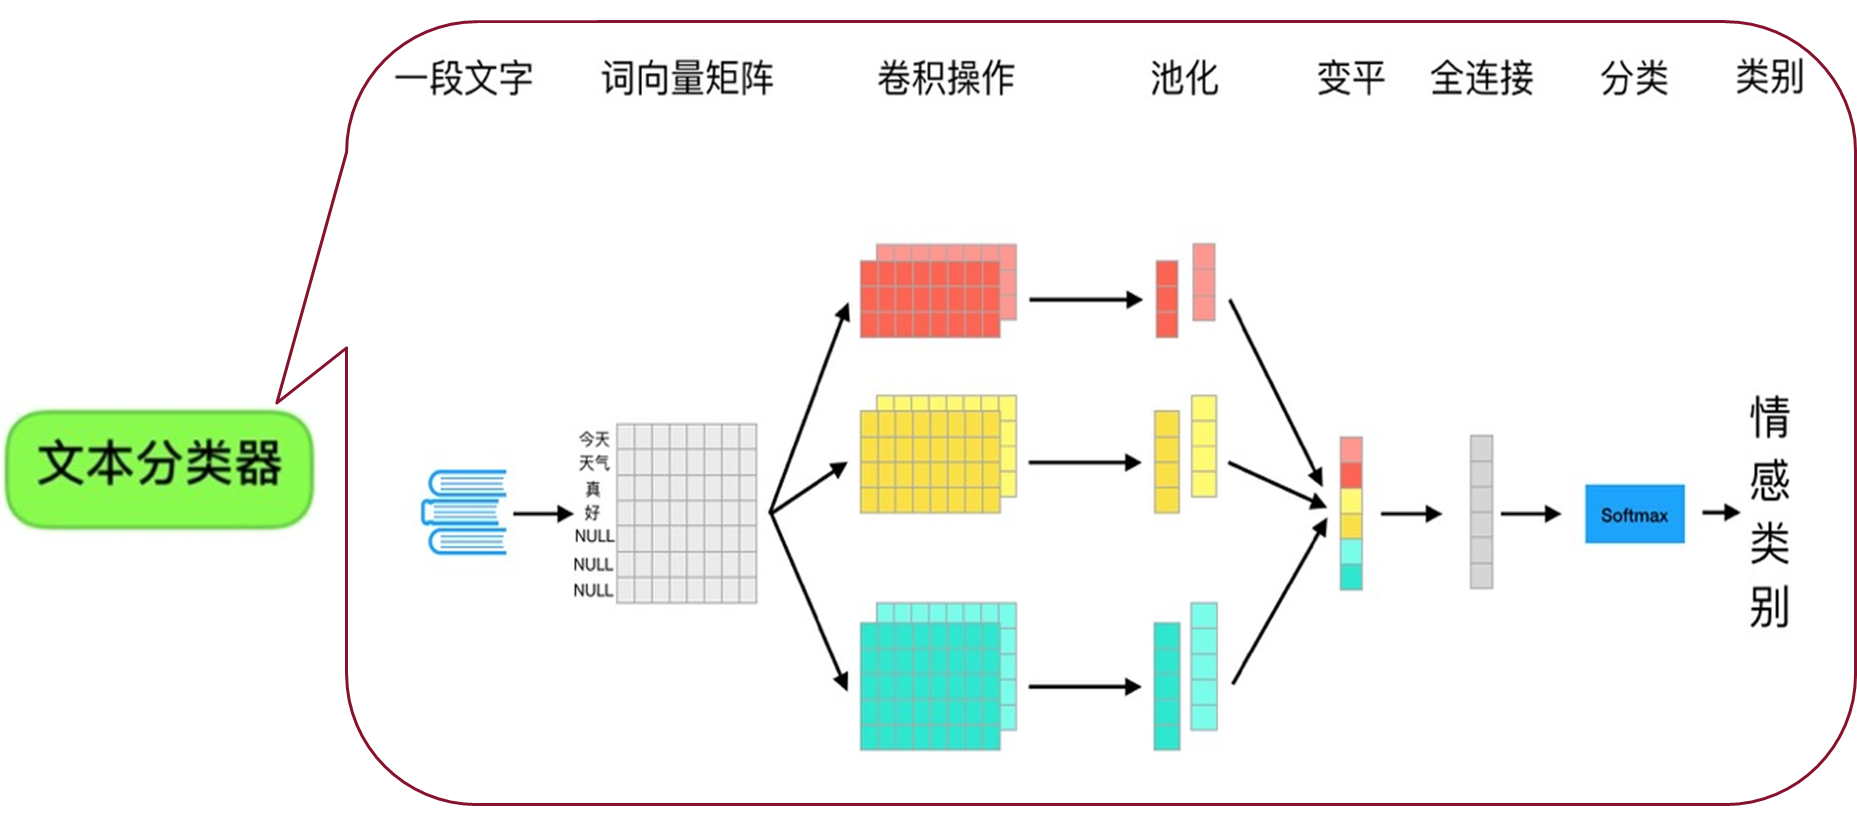 一段文字 词向量矩阵 卷积操作 池化 变平 全连接 分类 类别
文本分类器
今天
天气
真
好
NULL
NULL
NULL
Softmax
情
感
类
别